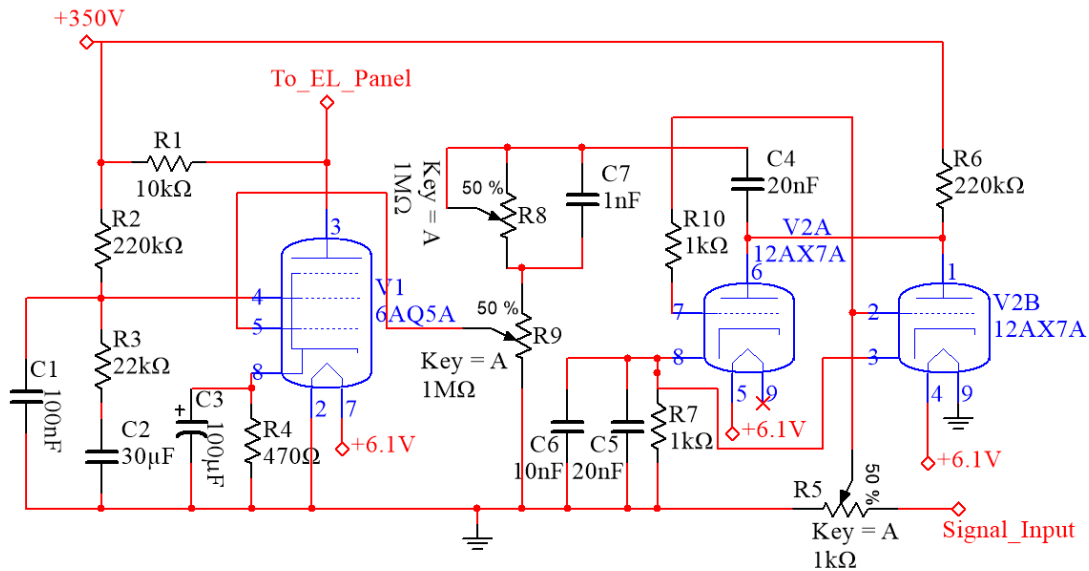 +350V
To_EL_Panel
R1
10kΩ
R2
220kΩ
R3
22kΩ
C1
100nF
C2
30µF
C3
+
100µF
R4
470Ω
3
4
5
8
2
7
V1
6AQ5A
+6.1V
Key = A
1MΩ
50 %
R8
C7
1nF
50 %
R9
Key = A
1MΩ
C4
20nF
R10
1kΩ
V2A
12AX7A
6
7
8
5
9
+6.1V
R6
220kΩ
1
2
3
4
9
V2B
12AX7A
+6.1V
C6
10nF
C5
20nF
R7
1kΩ
R5
50 %
Key = A
1kΩ
Signal_Input